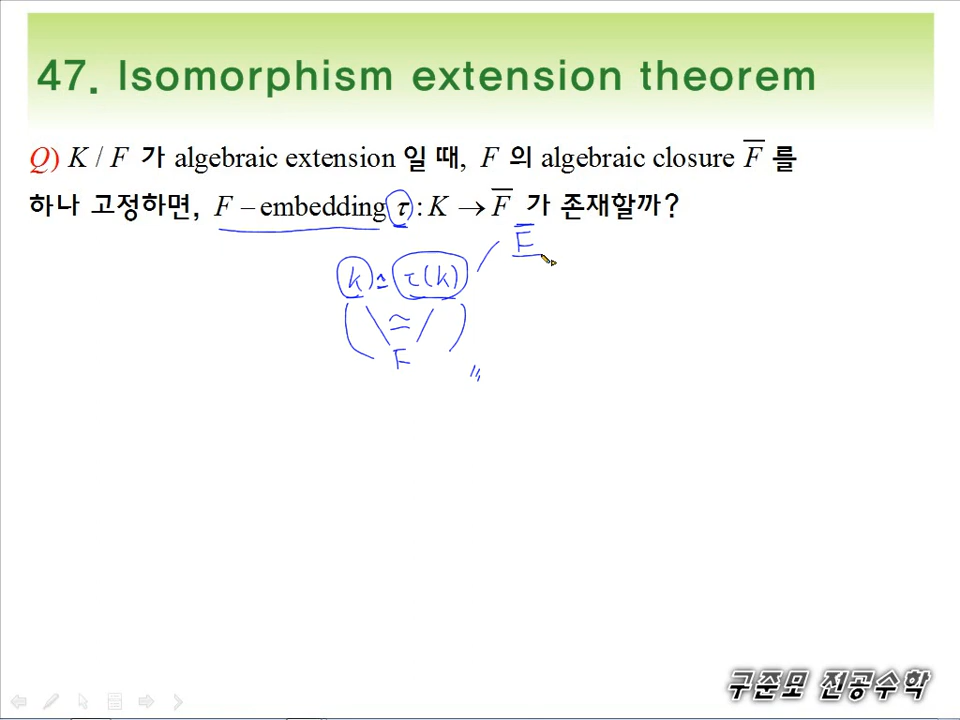 47. Isomorphism extension theorem
Q) K / F 가 algebraic extension 일 때, F 의 algebraic closure F̅ 를
하나 고정하면, F – embedding τ : K → F̅ 가 존재할까?
F̅
K ≅ τ(K)
≅
F
구준모 전공수학